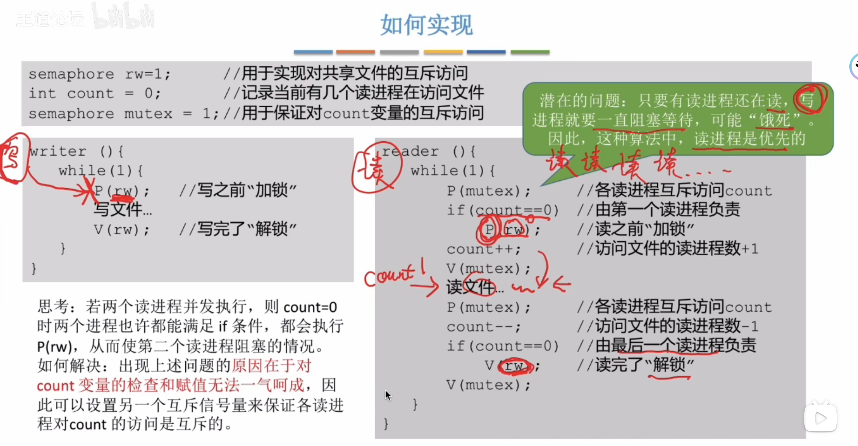 王道论坛 bilibili
如何实现
semaphore rw=1; //用于实现对共享文件的互斥访问
int count = 0; //记录当前有几个读进程在访问文件
semaphore mutex = 1;//用于保证对count变量的互斥访问
潜在的问题：只要有读进程还在读，写
进程就要一直阻塞等待，可能“饿死”。
因此，这种算法中，读进程是优先的
写
writer (){
while(1){
P(rw); //写之前“加锁”
写文件…
V(rw); //写完了“解锁”
}
}
读
读 读 读 读 ....
reader (){
while(1){
P(mutex); //各读进程互斥访问count
if(count==0) //由第一个读进程负责
P(rw); //读之前“加锁”
count++; //访问文件的读进程数+1
V(mutex);
count 1
读文件…
P(mutex); //各读进程互斥访问count
count--; //访问文件的读进程数-1
if(count==0) //由最后一个读进程负责
V(rw); //读完了“解锁”
V(mutex);
}
}
思考：若两个读进程并发执行，则 count=0
时两个进程也许都能满足 if 条件，都会执行
P(rw)，从而使第二个读进程阻塞的情况。
如何解决：出现上述问题的原因在于对
count 变量的检查和赋值无法一气呵成，因
此可以设置另一个互斥信号量来保证各读进
程对count 的访问是互斥的。